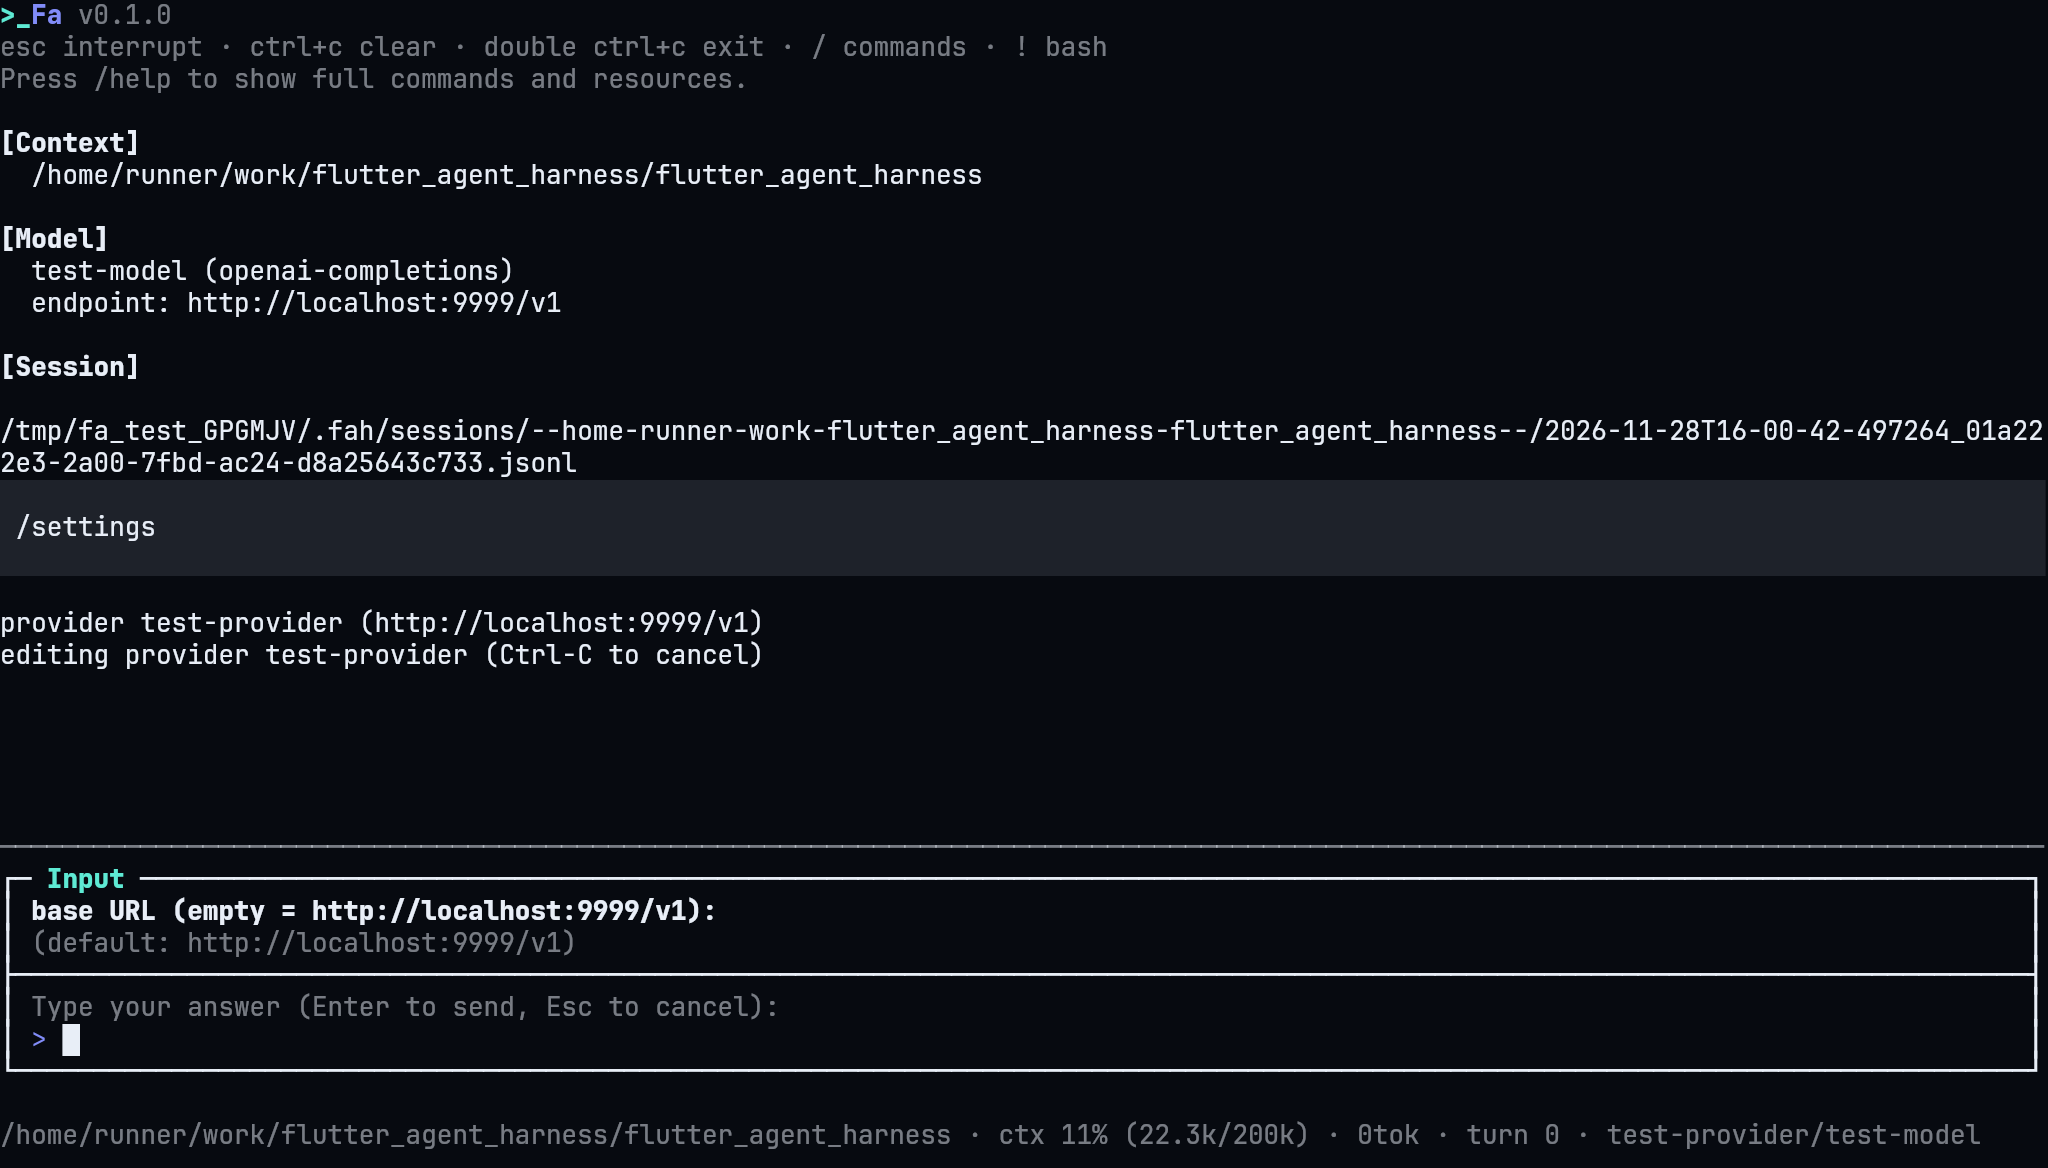 >_Fa v0.1.0
esc interrupt · ctrl+c clear · double ctrl+c exit · / commands · ! bash
Press /help to show full commands and resources.
[Context]
/home/runner/work/flutter_agent_harness/flutter_agent_harness
[Model]
test-model (openai-completions)
endpoint: http://localhost:9999/v1
[Session]
/tmp/fa_test_GPGMJV/.fah/sessions/--home-runner-work-flutter_agent_harness-flutter_agent_harness--/2026-11-28T16-00-42-497264_01a22
2e3-2a00-7fbd-ac24-d8a25643c733.jsonl
/settings
provider test-provider (http://localhost:9999/v1)
editing provider test-provider (Ctrl-C to cancel)
Input
base URL (empty = http://localhost:9999/v1):
(default: http://localhost:9999/v1)
Type your answer (Enter to send, Esc to cancel):
>
/home/runner/work/flutter_agent_harness/flutter_agent_harness · ctx 11% (22.3k/200k) · 0tok · turn 0 · test-provider/test-model